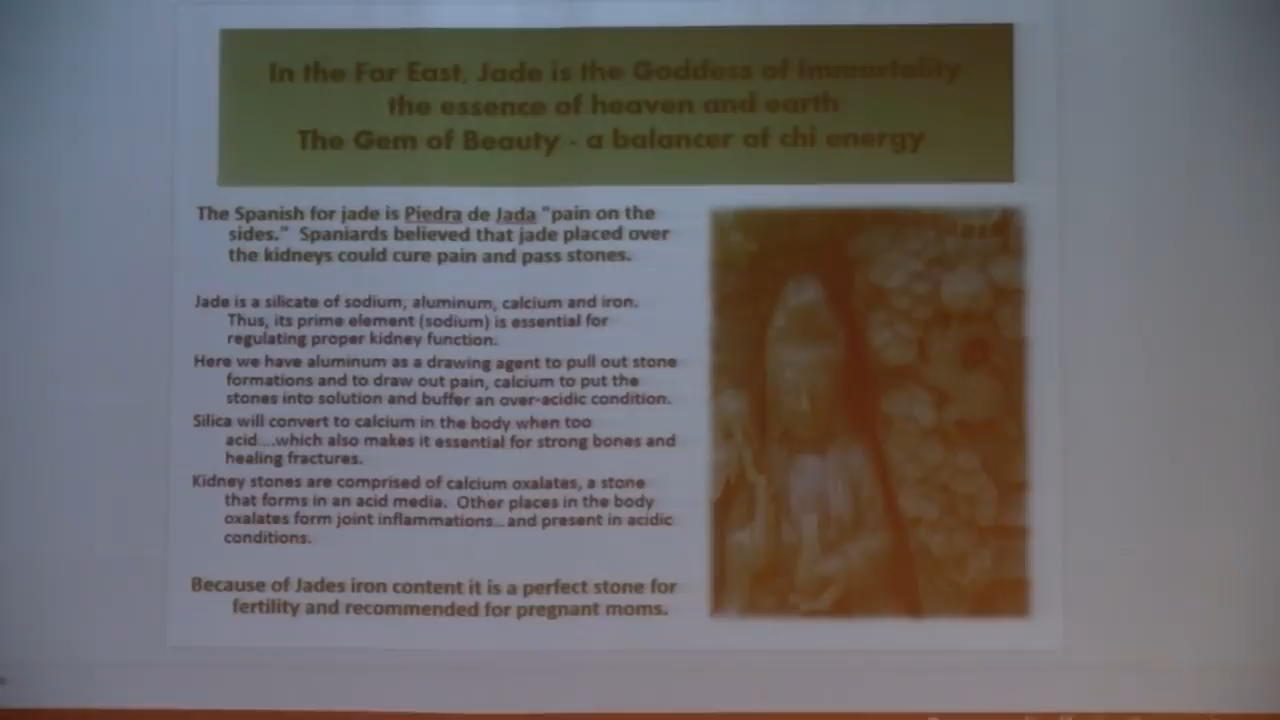 In the Far East, Jade is the Goddess of Immortality
the essence of heaven and earth
The Gem of Beauty - a balancer of chi energy
The Spanish for jade is Piedra de Jada "pain on the
sides."  Spaniards believed that jade placed over
the kidneys could cure pain and pass stones.
Jade is a silicate of sodium, aluminum, calcium and iron.
Thus, its prime element (sodium) is essential for
regulating proper kidney function.
Here we have aluminum as a drawing agent to pull out stone
formations and to draw out pain, calcium to put the
stones into solution and buffer an over-acidic condition.
Silica will convert to calcium in the body when too
acid....which also makes it essential for strong bones and
healing fractures.
Kidney stones are comprised of calcium oxalates, a stone
that forms in an acid media.  Other places in the body
oxalates form joint inflammations...and present in acidic
conditions.
Because of Jades iron content it is a perfect stone for
fertility and recommended for pregnant moms.